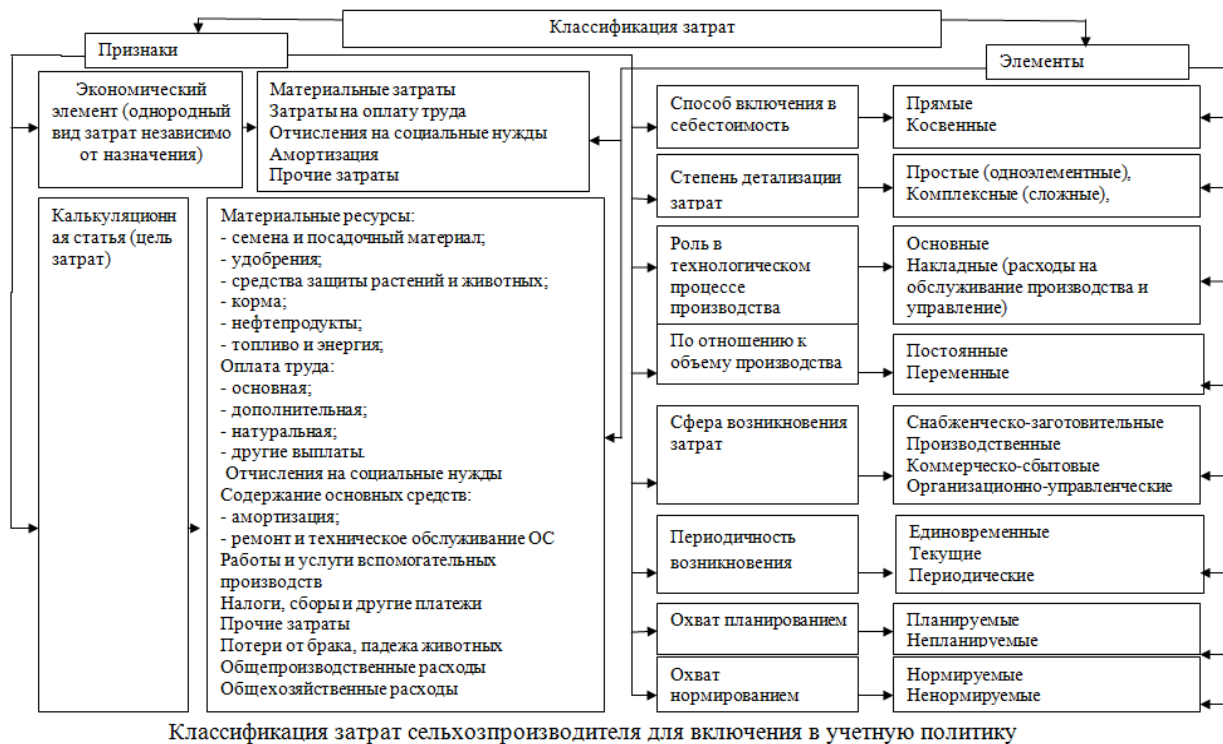 Классификация затрат
Признаки
Элементы
Экономический
элемент (однородный
вид затрат независимо
от назначения)
Материальные затраты
Затраты на оплату труда
Отчисления на социальные нужды
Амортизация
Прочие затраты
Калькуляционн
ая статья (цель
затрат)
Материальные ресурсы:
- семена и посадочный материал;
- удобрения;
- средства защиты растений и животных;
- корма;
- нефтепродукты;
- топливо и энергия;
Оплата труда:
- основная;
- дополнительная;
- натуральная;
- другие выплаты.
Отчисления на социальные нужды
Содержание основных средств:
- амортизация;
- ремонт и техническое обслуживание ОС
Работы и услуги вспомогательных
производств
Налоги, сборы и другие платежи
Прочие затраты
Потери от брака, падежа животных
Общепроизводственные расходы
Общехозяйственные расходы
Способ включения в
себестоимость
Прямые
Косвенные
Степень детализации
затрат
Простые (одноэлементные),
Комплексные (сложные),
Роль в
технологическом
процессе
производства
Основные
Накладные (расходы на
обслуживание производства и
управление)
По отношению к
объему производства
Постоянные
Переменные
Сфера возникновения
затрат
Снабженческо-заготовительные
Производственные
Коммерческо-сбытовые
Организационно-управленческие
Периодичность
возникновения
Единовременные
Текущие
Периодические
Охват планированием
Планируемые
Непланируемые
Охват
нормированием
Нормируемые
Ненормируемые
Классификация затрат сельхозпроизводителя для включения в учетную политику